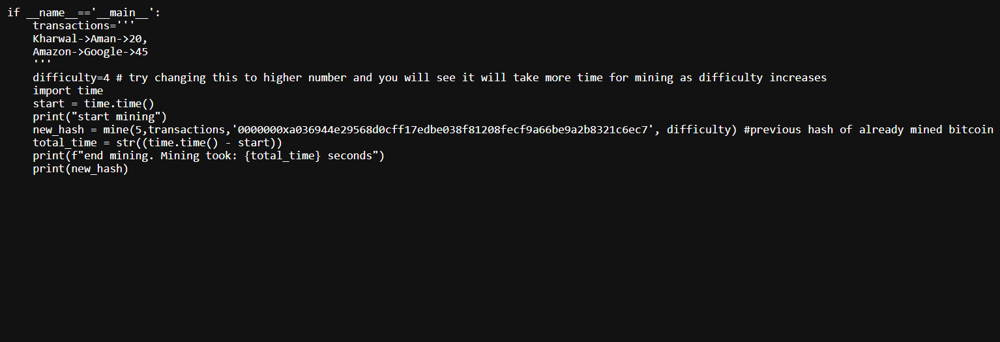 if __name__=='__main__':
    transactions='''
    Kharwal->Aman->20,
    Amazon->Google->45
    '''
    difficulty=4 # try changing this to higher number and you will see it will take more time for mining as difficulty increases
    import time
    start = time.time()
    print("start mining")
    new_hash = mine(5,transactions,'0000000xa036944e29568d0cff17edbe038f81208fecf9a66be9a2b8321c6ec7', difficulty) #previous hash of already mined bitcoin
    total_time = str((time.time() - start))
    print(f"end mining. Mining took: {total_time} seconds")
    print(new_hash)